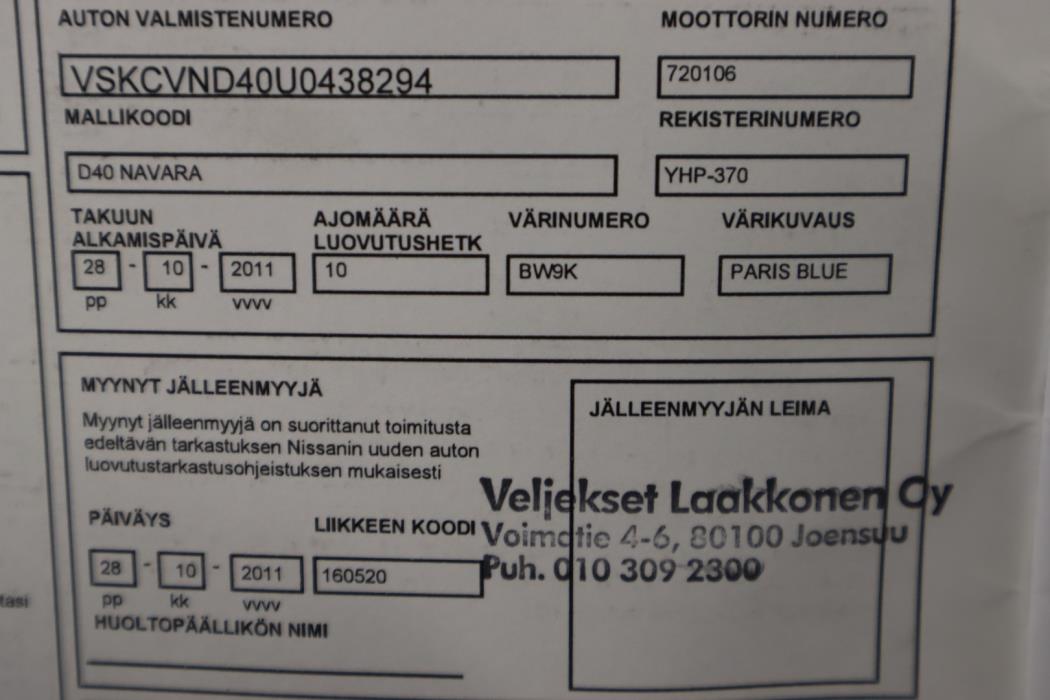 AUTON VALMISTENUMERO
MOOTTORIN NUMERO
VSKCVND40U0438294
720106
MALLIKOODI
REKISTERINUMERO
D40 NAVARA
YHP-370
TAKUUN
ALKAMISPÄIVÄ
AJOMÄÄRÄ
LUOVUTUSHETK
VÄRINUMERO
VÄRIKUVAUS
28 - 10 - 2011
10
BW9K
PARIS BLUE
pp kk vvvv
MYYNYT JÄLLEENMYYJÄ
Myynyt jälleenmyyjä on suorittanut toimitusta
edeltävän tarkastuksen Nissanin uuden auton
luovutustarkastusohjeistuksen mukaisesti
JÄLLEENMYYJÄN LEIMA
Veljekset Laakkonen Oy
Voimatie 4-6, 80100 Joensuu
Puh. 010 309 2300
PÄIVÄYS
LIIKKEEN KOODI
28 - 10 - 2011
160520
pp kk vvvv
HUOLTOPÄÄLLIKÖN NIMI